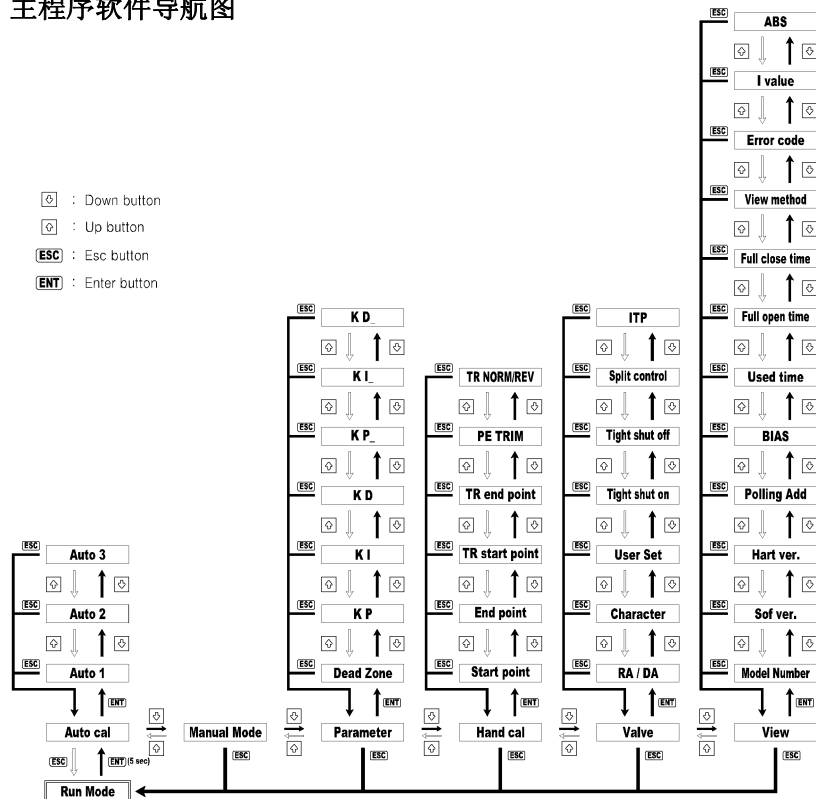 主程序软件导航图
: Down button
: Up button
ESC : Esc button
ENT : Enter button
ESC ABS
ESC I value
ESC Error code
ESC View method
ESC Full close time
ESC KD_ ESC ITP ESC Full open time
ESC KI_ ESC TR NORM/REV ESC Split control ESC Used time
ESC KP_ ESC PE TRIM ESC Tight shut off ESC BIAS
ESC KD ESC TR end point ESC Tight shut on ESC Polling Add
ESC Auto 3 ESC KI ESC TR start point ESC User Set ESC Hart ver.
ESC Auto 2 ESC KP ESC End point ESC Character ESC Sof ver.
ESC Auto 1 ESC Dead Zone ESC Start point ESC RA / DA ESC Model Number
ENT ENT ENT ENT ENT
Auto cal Manual Mode Parameter Hand cal Valve View
ESC ENT (5 sec) ESC ESC ESC ESC ESC
Run Mode